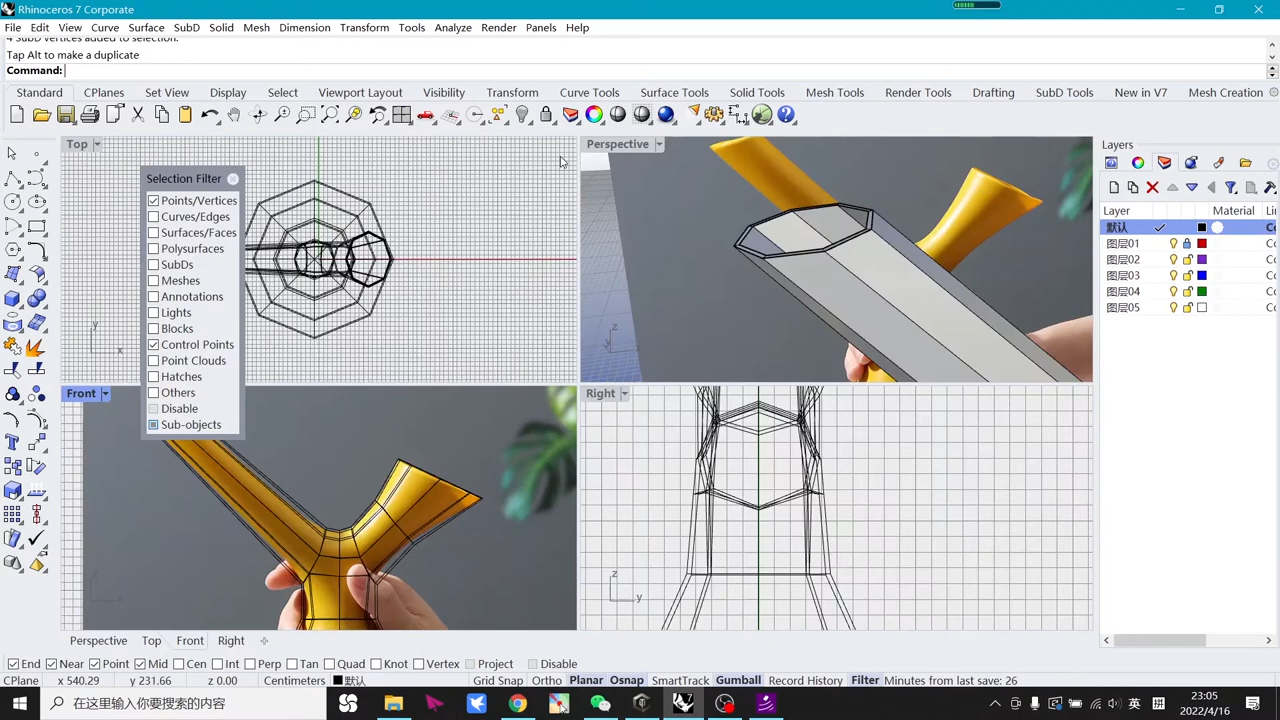 Rhinoceros 7 Corporate
File Edit View Curve Surface SubD Solid Mesh Dimension Transform Tools Analyze Render Panels Help
4 SubD vertices added to selection.
Tap Alt to make a duplicate
Command:
Standard CPlanes Set View Display Select Viewport Layout Visibility Transform Curve Tools Surface Tools Solid Tools Mesh Tools Render Tools Drafting SubD Tools New in V7 Mesh Creation
Top
Perspective
Layers
Selection Filter
Points/Vertices
Curves/Edges
Surfaces/Faces
Polysurfaces
SubDs
Meshes
Annotations
Lights
Blocks
Control Points
Point Clouds
Hatches
Others
Disable
Sub-objects
Layer Material
默认
图层01
图层02
图层03
图层04
图层05
y
x
z
y
Front
Right
z
x
z
y
Perspective Top Front Right
End Near Point Mid Cen Int Perp Tan Quad Knot Vertex Project Disable
CPlane x 540.29 y 231.66 z 0.00 Centimeters 默认 Grid Snap Ortho Planar Osnap SmartTrack Gumball Record History Filter Minutes from last save: 26
在这里输入你要搜索的内容
英 拼
23:05
2022/4/16